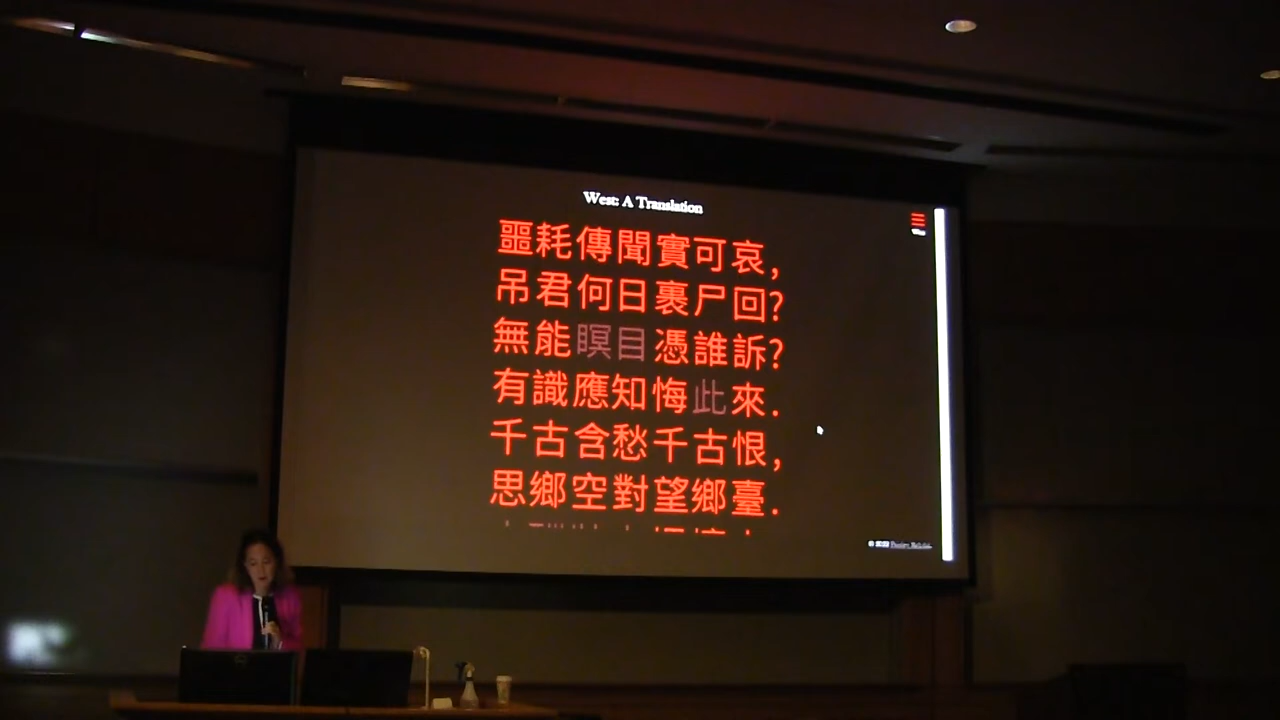 West: A Translation
噩耗傳聞實可哀,
吊君何日裹尸回?
無能瞑目憑誰訴?
有識應知悔此來.
千古含愁千古恨,
思鄉空對望鄉臺.